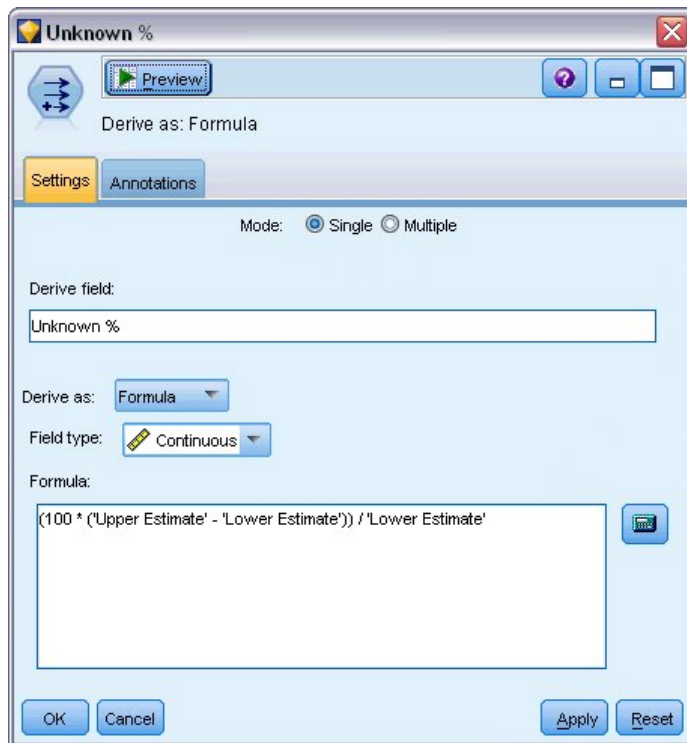 Unknown %
Preview
Derive as: Formula
Settings Annotations
Mode: Single Multiple
Derive field:
Unknown %
Derive as: Formula
Field type: Continuous
Formula:
(100 * ('Upper Estimate' - 'Lower Estimate')) / 'Lower Estimate'
OK Cancel Apply Reset